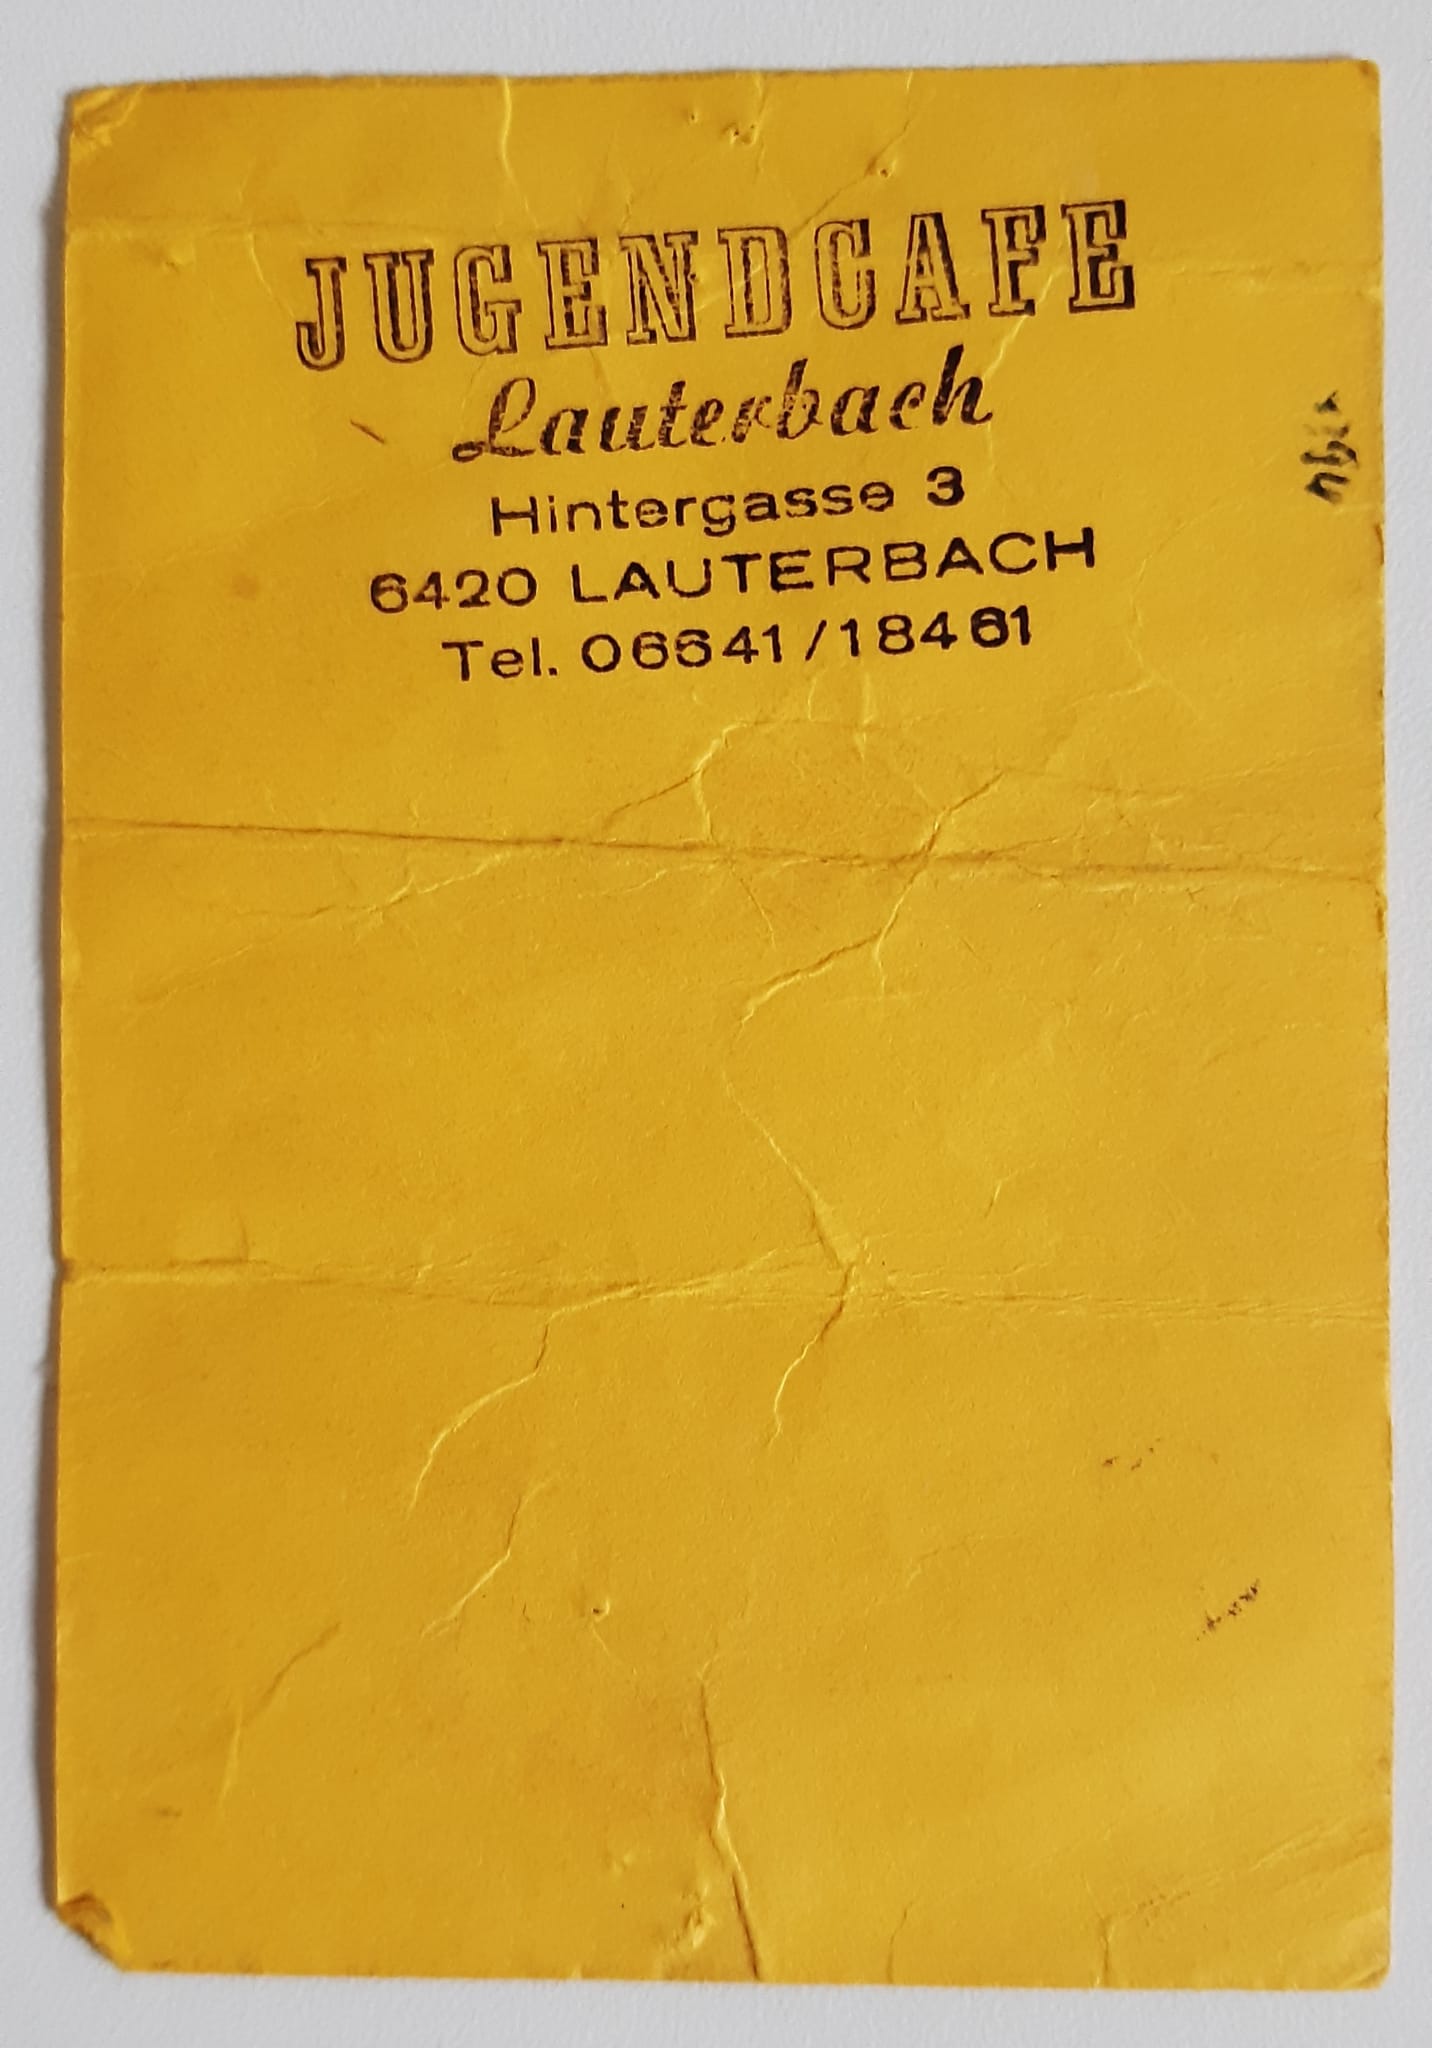 JUGENDCAFE
Lauterbach
Hintergasse 3
6420 LAUTERBACH
Tel. 06641/18461